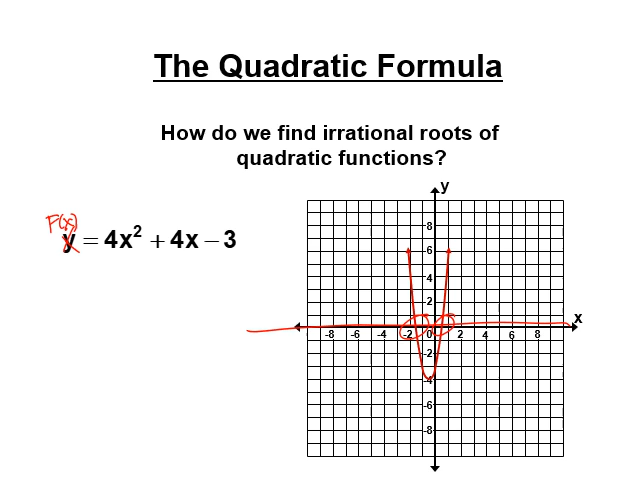 The Quadratic Formula
How do we find irrational roots of
quadratic functions?
F(x)
y = 4x² + 4x − 3
y
8
6
4
2
x
-8 -6 -4 -2 0 2 4 6 8
-2
-4
-6
-8